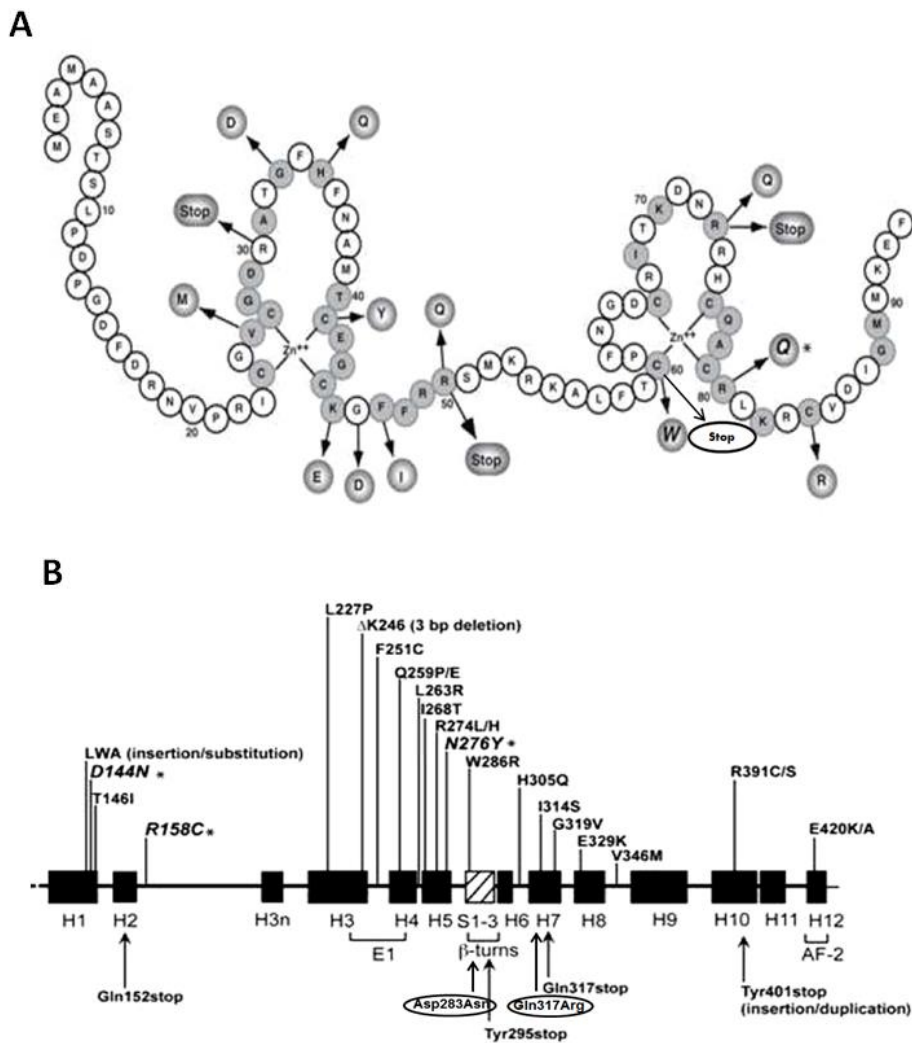 A
M E A M A A S T S L P D P G D F D R N V P R I C G V C G D R A T G F H F N A M T C E G C K G F F R R S M K R K A L F T C P F N G D C R I T K D N R R H C Q A C R L K R C V D I G M M K E F
10
20
30
40
50
60
70
80
90
Zn++
Zn++
M
Stop
D
Q
Y
E
D
I
Q
Stop
W
Stop
Q
Stop
Q *
R
B
L227P
ΔK246 (3 bp deletion)
F251C
Q259P/E
L263R
I268T
R274L/H
N276Y *
W286R
LWA (insertion/substitution)
D144N *
T146I
R158C *
H305Q
I314S
G319V
E329K
V346M
R391C/S
E420K/A
H1 H2 H3n H3 H4 H5 S1-3 H6 H7 H8 H9 H10 H11 H12
E1
β-turns
AF-2
Gln152stop
Asp283Asn
Tyr295stop
Gln317Arg
Gln317stop
Tyr401stop
(insertion/duplication)